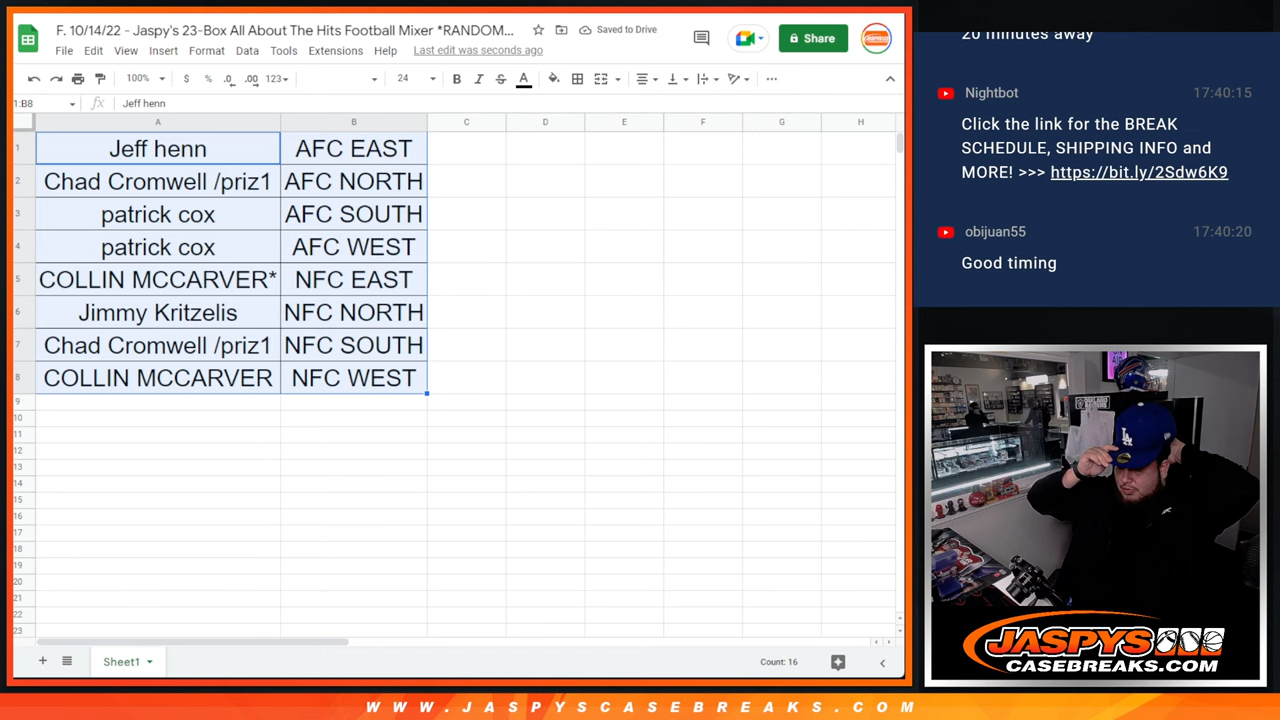 F. 10/14/22 - Jaspy's 23-Box All About The Hits Football Mixer *RANDOM...
Saved to Drive
Share
File Edit View Insert Format Data Tools Extensions Help Last edit was seconds ago
100% $ % .0 .00 123 24 B I S A
1:B8 fx Jeff henn
A B C D E F G H
1 Jeff henn AFC EAST
2 Chad Cromwell /priz1 AFC NORTH
3 patrick cox AFC SOUTH
4 patrick cox AFC WEST
5 COLLIN MCCARVER* NFC EAST
6 Jimmy Kritzelis NFC NORTH
7 Chad Cromwell /priz1 NFC SOUTH
8 COLLIN MCCARVER NFC WEST
9
10
11
12
13
14
15
16
17
18
19
20
21
22
23
Sheet1
Count: 16
20 minutes away
Nightbot 17:40:15
Click the link for the BREAK
SCHEDULE, SHIPPING INFO and
MORE! >>> https://bit.ly/2Sdw6K9
obijuan55 17:40:20
Good timing
LA
JASPYS
CASEBREAKS.COM
WWW.JASPYSCASEBREAKS.COM